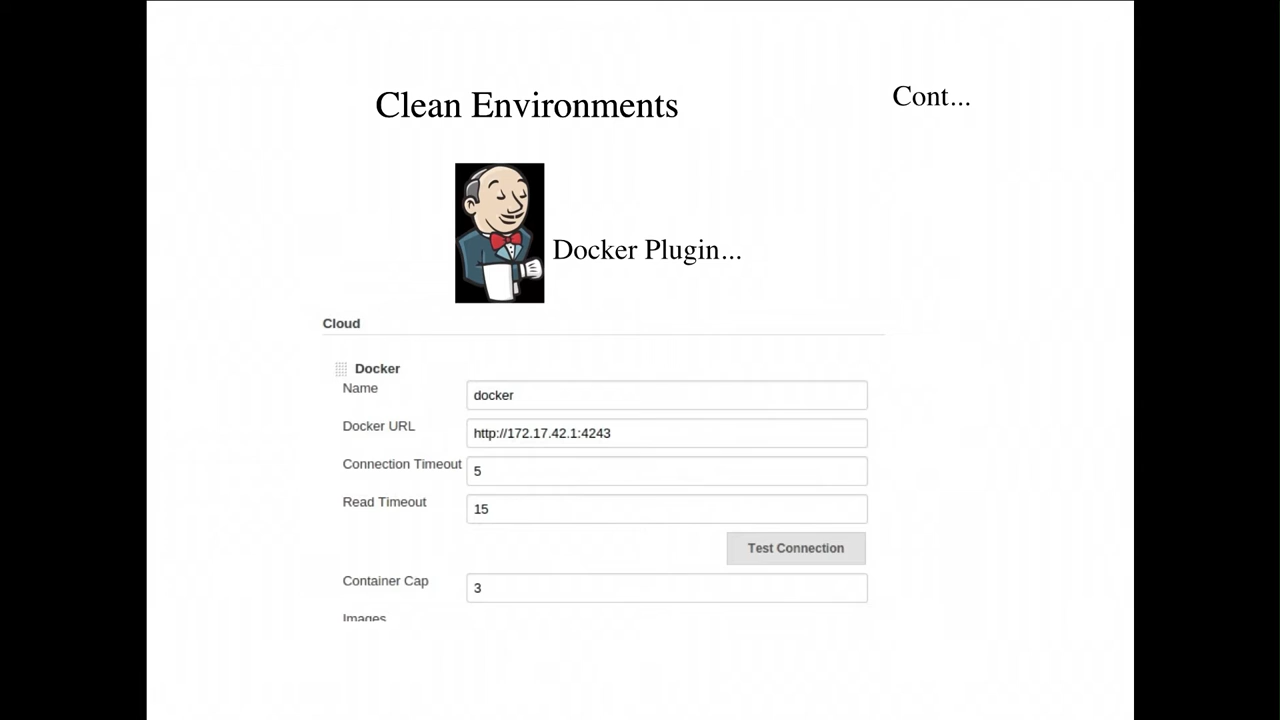 Clean Environments
Cont...
Docker Plugin...
Cloud
Docker
Name
docker
Docker URL
http://172.17.42.1:4243
Connection Timeout
5
Read Timeout
15
Test Connection
Container Cap
3
Images